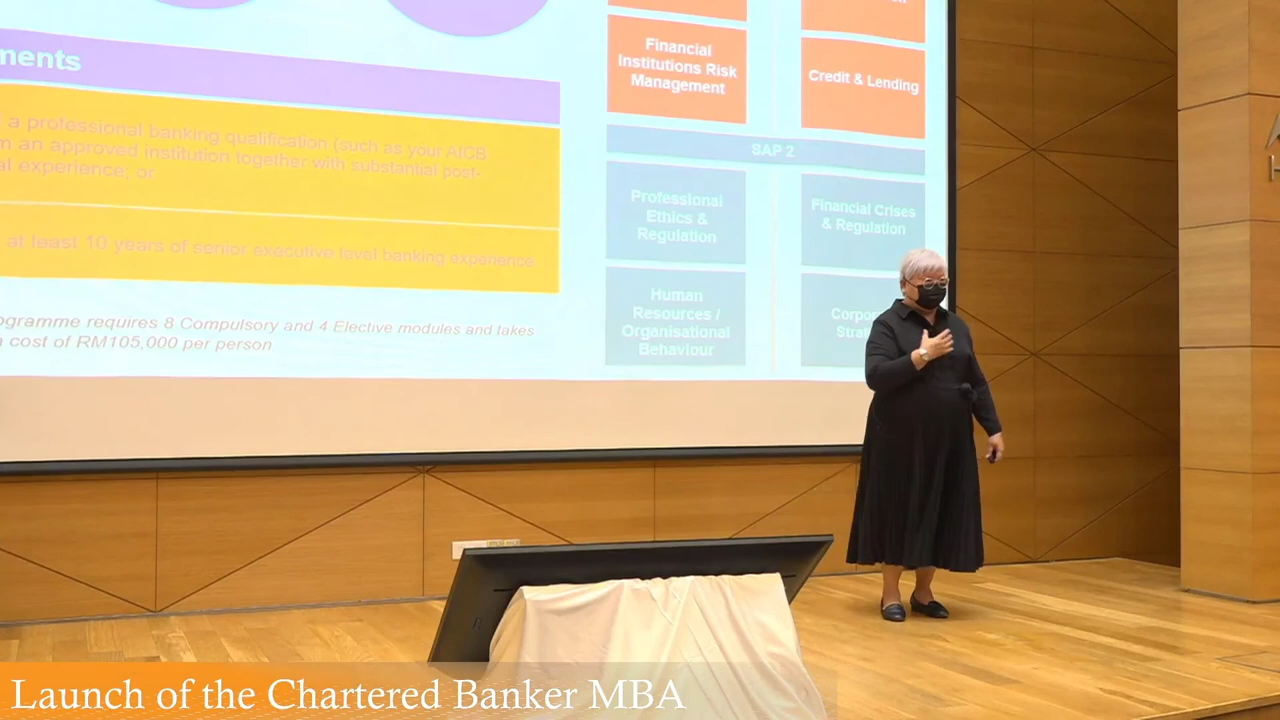 ments
a professional banking qualification (such as your AICB
an approved institution together with substantial post-
experience; or
at least 10 years of senior executive level banking experience
ogramme requires 8 Compulsory and 4 Elective modules and takes
cost of RM105,000 per person
Financial
Institutions Risk
Management
Credit & Lending
SAP 2
Professional
Ethics &
Regulation
Financial Crises
& Regulation
Human
Resources /
Organisational
Behaviour
Launch of the Chartered Banker MBA